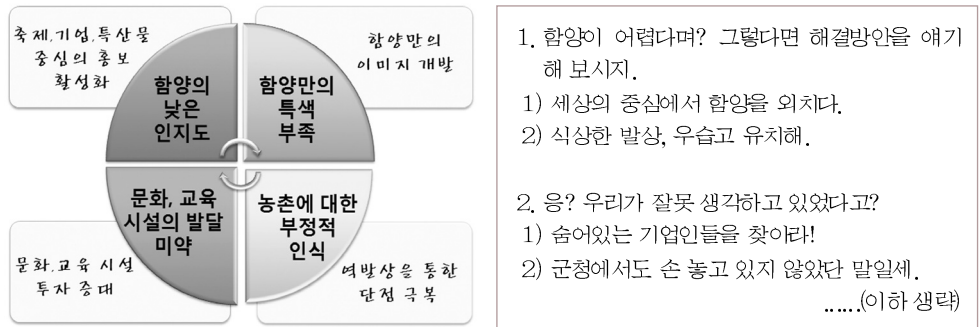 축제,기업,특산물
중심의 홍보
활성화
함양만의
이미지 개발
함양의
낮은
인지도
함양만의
특색
부족
문화, 교육
시설의 발달
미약
농촌에 대한
부정적
인식
문화,교육 시설
투자 증대
역발상을 통한
단점 극복
1. 함양이 어렵다며? 그렇다면 해결방안을 얘기
해 보시지.
1) 세상의 중심에서 함양을 외치다.
2) 식상한 발상, 우습고 유치해.
2. 응? 우리가 잘못 생각하고 있었다고?
1) 숨어있는 기업인들을 찾아라!
2) 군청에서도 손 놓고 있지 않았단 말일세.
......(이하 생략)